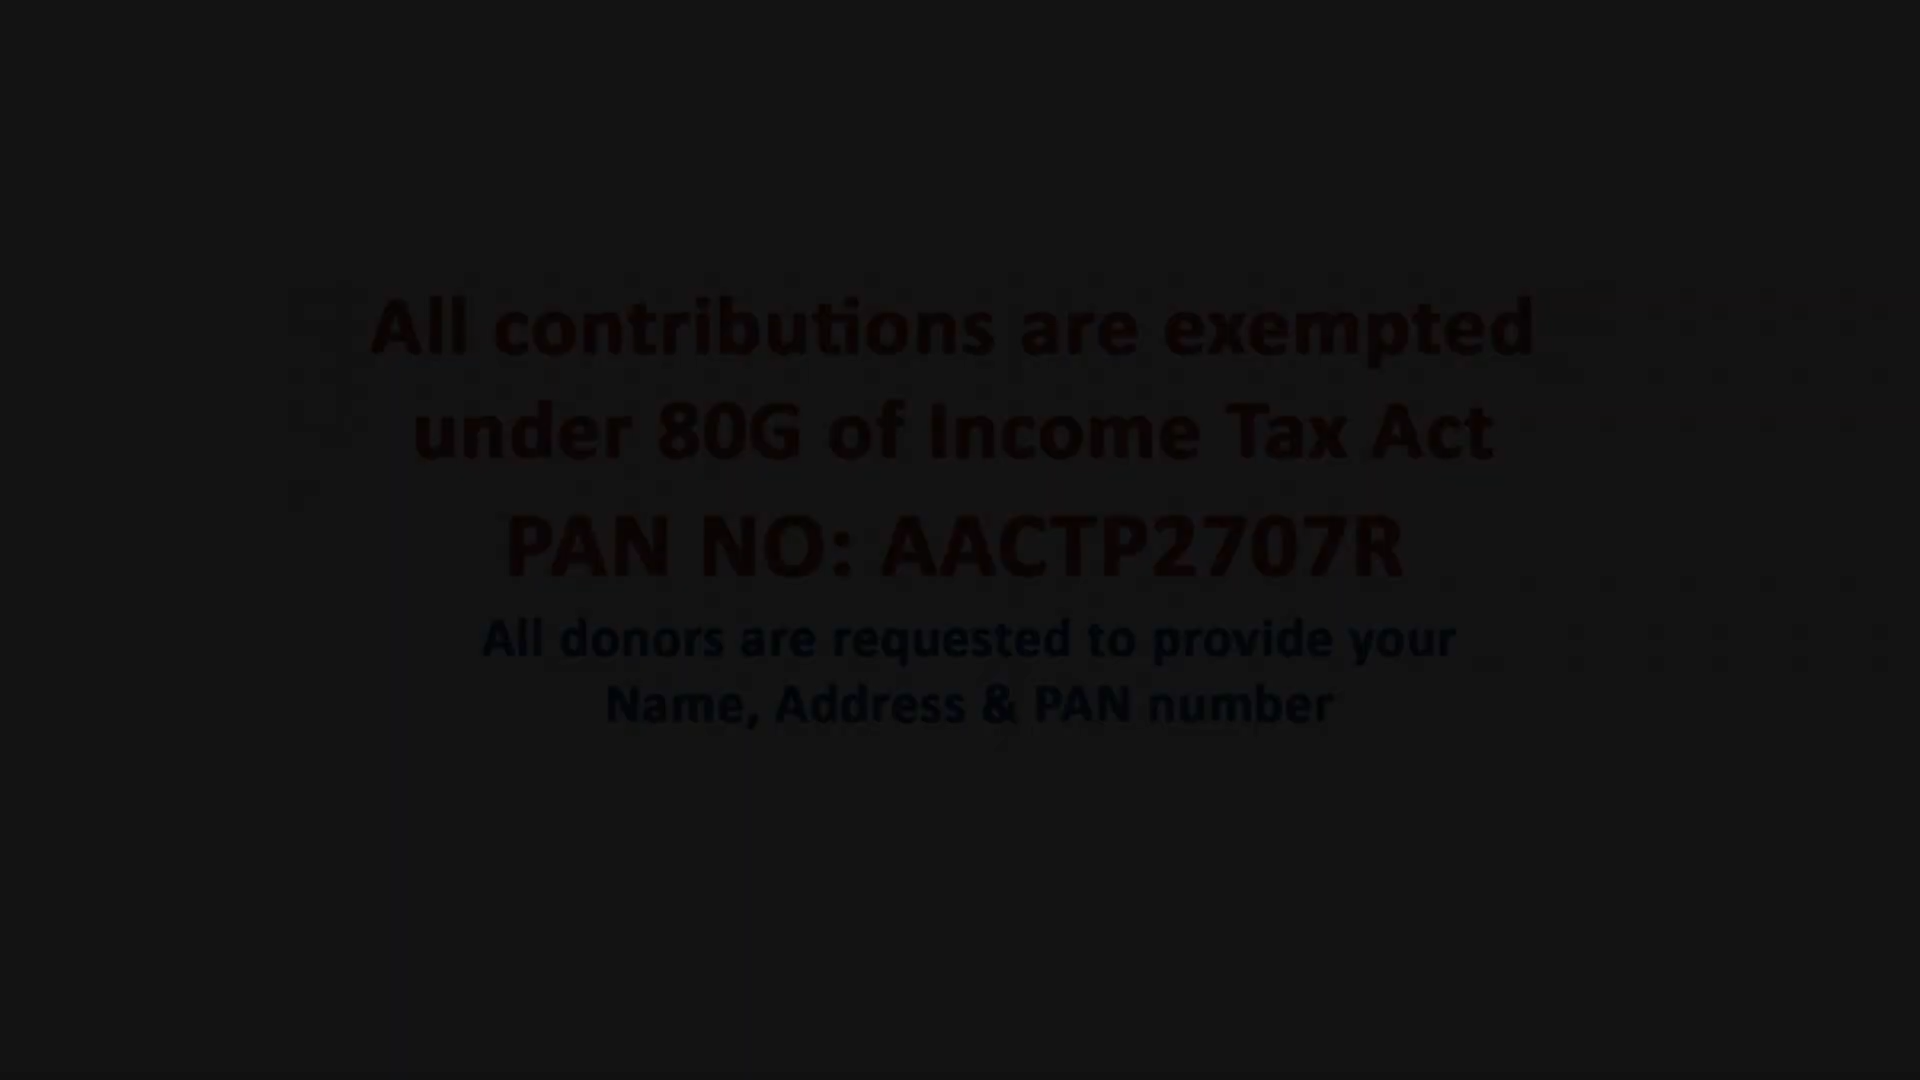 All contributions are exempted
under 80G of Income Tax Act
PAN NO: AACTP2707R
All donors are requested to provide your
Name, Address & PAN number